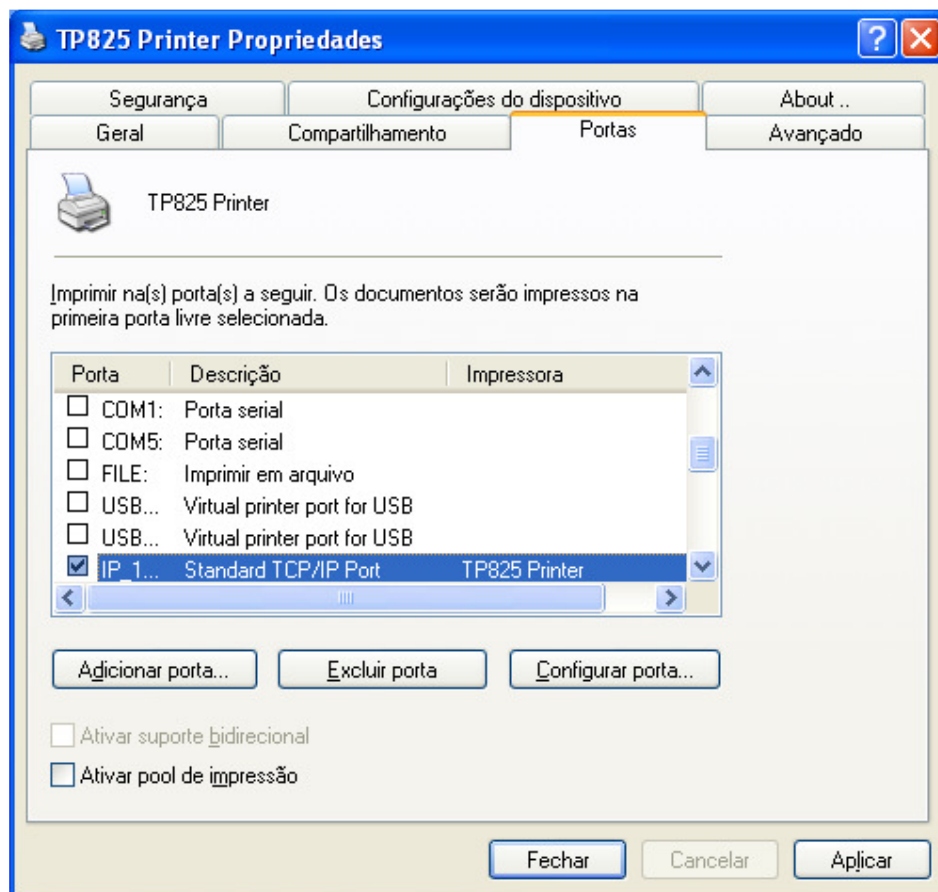 TP825 Printer Propriedades
Segurança Configurações do dispositivo About ..
Geral Compartilhamento Portas Avançado
TP825 Printer
Imprimir na(s) porta(s) a seguir. Os documentos serão impressos na
primeira porta livre selecionada.
Porta Descrição Impressora
COM1: Porta serial
COM5: Porta serial
FILE: Imprimir em arquivo
USB... Virtual printer port for USB
USB... Virtual printer port for USB
IP_1... Standard TCP/IP Port TP825 Printer
Adicionar porta... Excluir porta Configurar porta...
Ativar suporte bidirecional
Ativar pool de impressão
Fechar Cancelar Aplicar